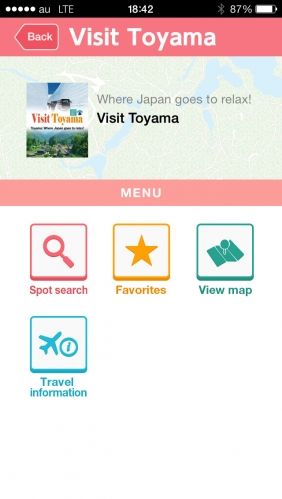 au LTE 18:42 87%
Back Visit Toyama
Where Japan goes to relax!
Visit Toyama
Visit Toyama
Toyama: Where Japan goes to relax!
MENU
Spot search Favorites View map
Travel
information